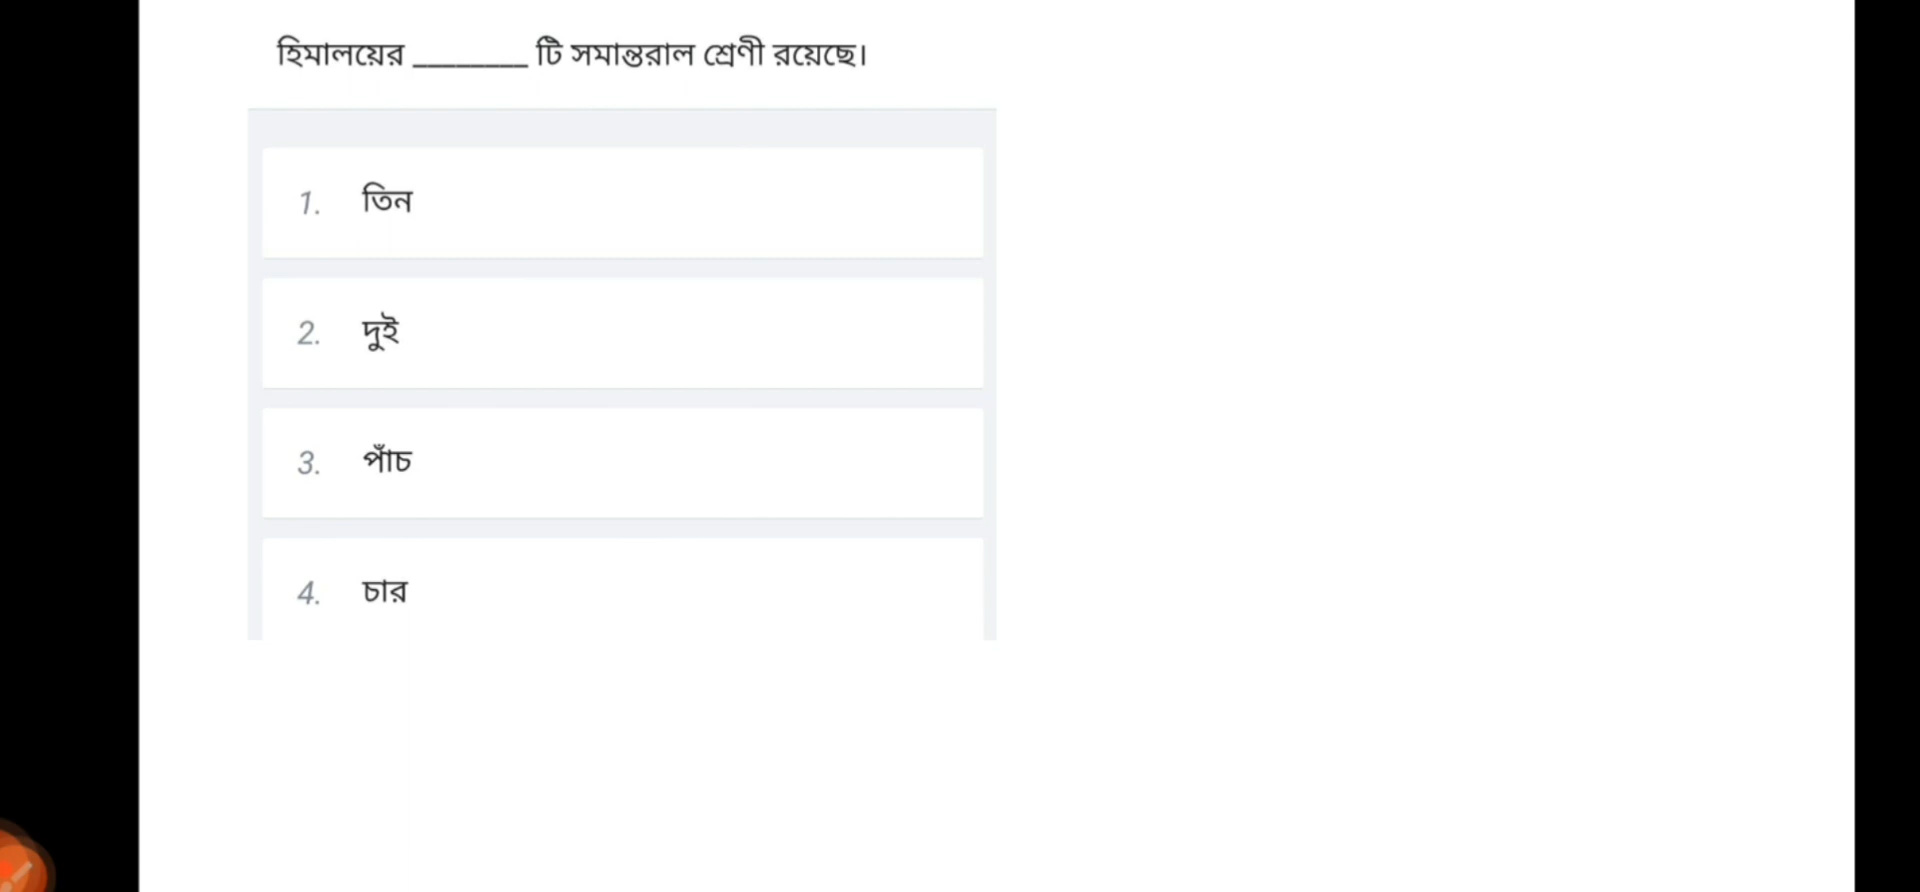 হিমালয়ের ________ টি সমান্তরাল শ্রেণী রয়েছে।
1. তিন
2. দুই
3. পাঁচ
4. চার